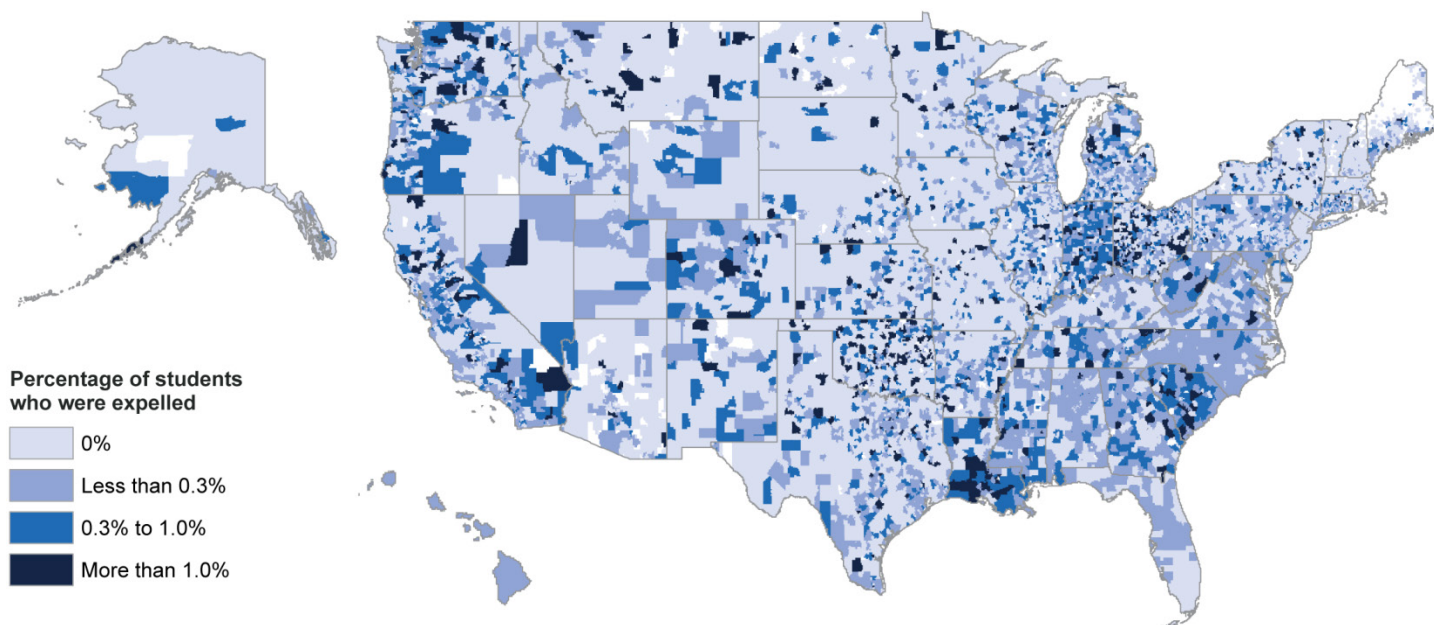 Percentage of students
who were expelled
0%
Less than 0.3%
0.3% to 1.0%
More than 1.0%